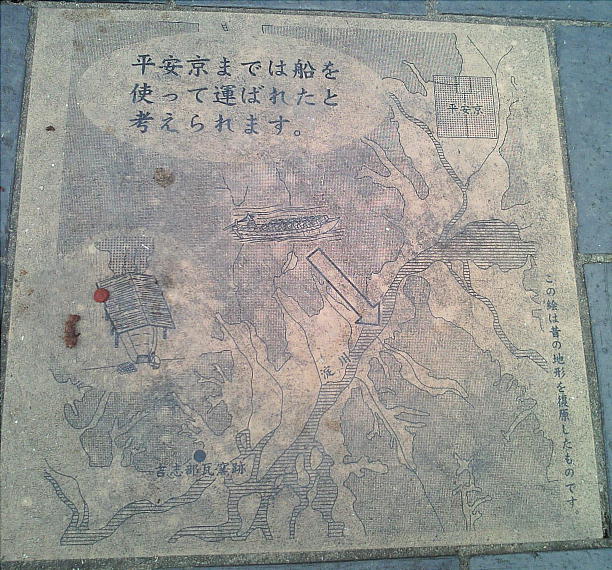 平安京までは船を
使って運ばれたと
考えられます。
平安京
この絵は昔の地形を復原したものです。
淀川
吉志部瓦窯跡